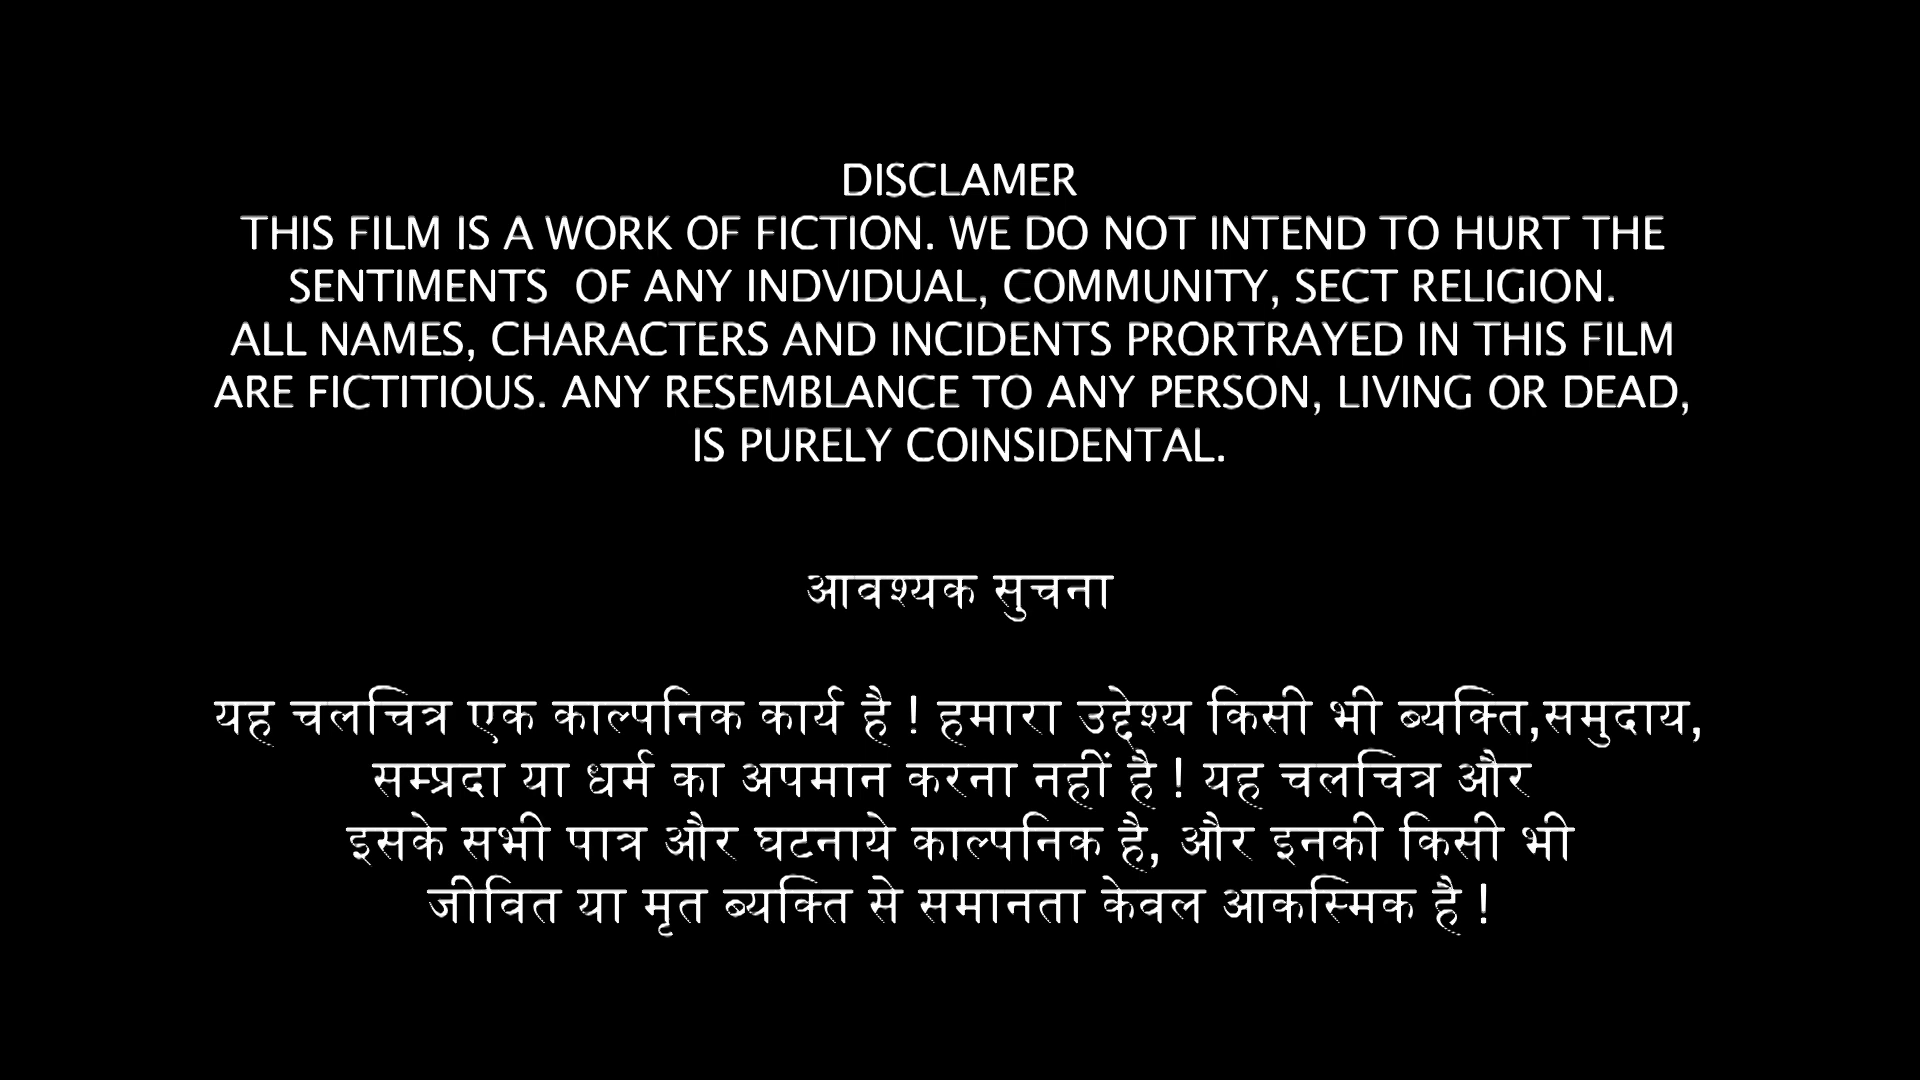 DISCLAMER
THIS FILM IS A WORK OF FICTION. WE DO NOT INTEND TO HURT THE
SENTIMENTS OF ANY INDVIDUAL, COMMUNITY, SECT RELIGION.
ALL NAMES, CHARACTERS AND INCIDENTS PRORTRAYED IN THIS FILM
ARE FICTITIOUS. ANY RESEMBLANCE TO ANY PERSON, LIVING OR DEAD,
IS PURELY COINSIDENTAL.
आवश्यक सुचना
यह चलचित्र एक काल्पनिक कार्य है ! हमारा उद्देश्य किसी भी ब्यक्ति,समुदाय,
सम्प्रदा या धर्म का अपमान करना नहीं है ! यह चलचित्र और
इसके सभी पात्र और घटनाये काल्पनिक है, और इनकी किसी भी
जीवित या मृत ब्यक्ति से समानता केवल आकस्मिक है !